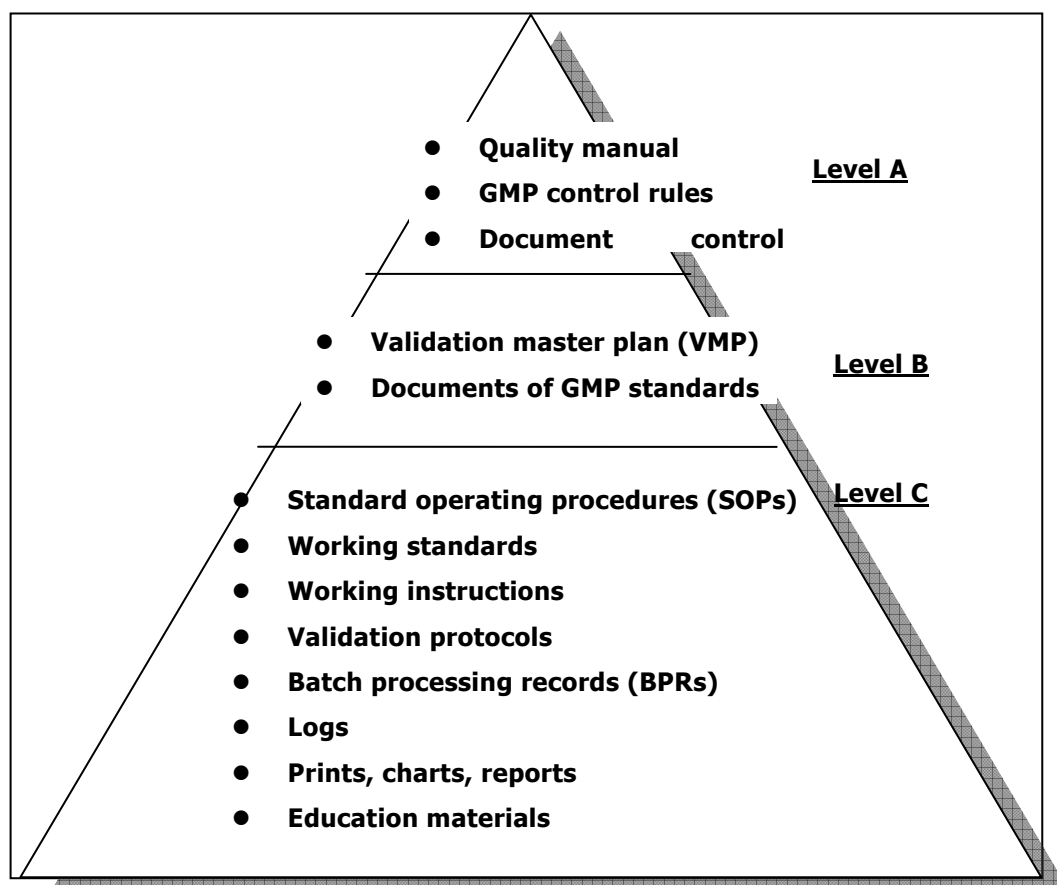 ● Quality manual
Level A
● GMP control rules
● Document control
● Validation master plan (VMP)
Level B
● Documents of GMP standards
● Standard operating procedures (SOPs)
Level C
● Working standards
● Working instructions
● Validation protocols
● Batch processing records (BPRs)
● Logs
● Prints, charts, reports
● Education materials